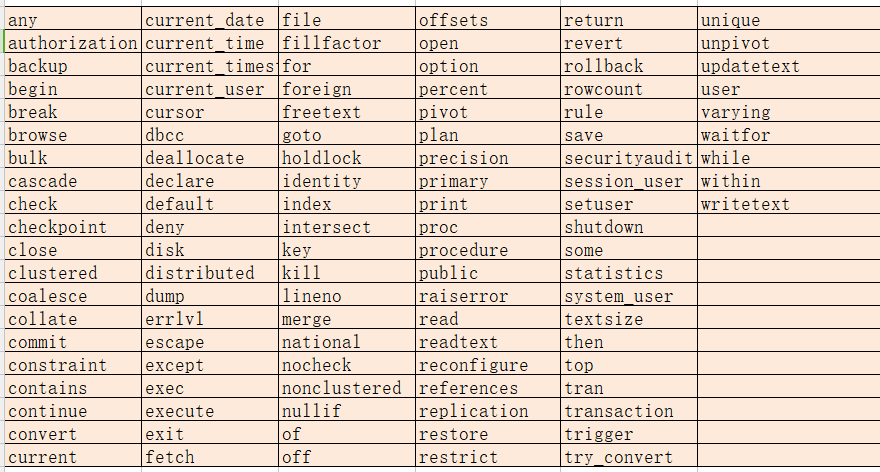 any current_date file offsets return unique
authorization current_time fillfactor open revert unpivot
backup current_times for option rollback updatetext
begin current_user foreign percent rowcount user
break cursor freetext pivot rule varying
browse dbcc goto plan save waitfor
bulk deallocate holdlock precision securityaudit while
cascade declare identity primary session_user within
check default index print setuser writetext
checkpoint deny intersect proc shutdown
close disk key procedure some
clustered distributed kill public statistics
coalesce dump lineno raiserror system_user
collate errlvl merge read textsize
commit escape national readtext then
constraint except nocheck reconfigure top
contains exec nonclustered references tran
continue execute nullif replication transaction
convert exit of restore trigger
current fetch off restrict try_convert